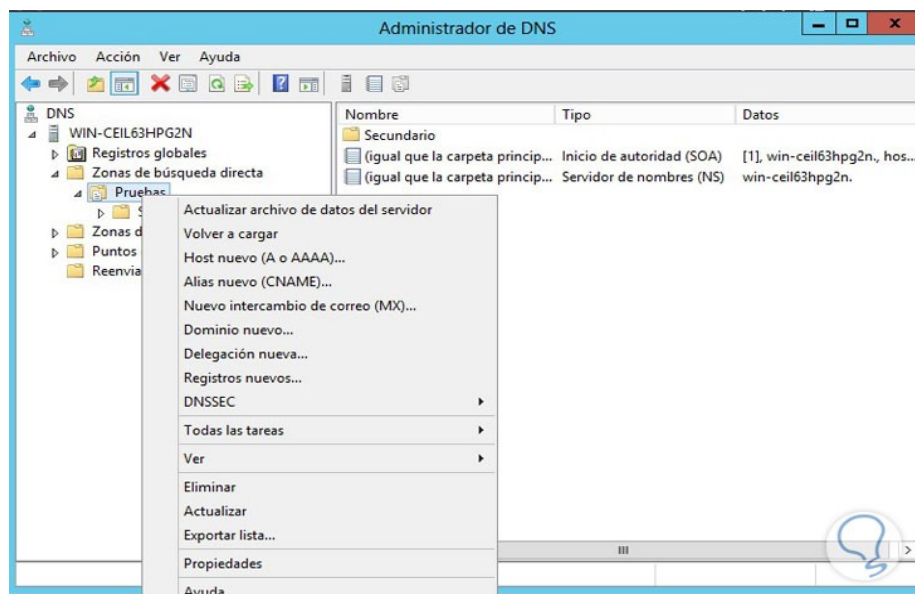 Administrador de DNS
Archivo Acción Ver Ayuda
DNS
WIN-CEIL63HPG2N
Registros globales
Zonas de búsqueda directa
Pruebas
S
Zonas d
Puntos
Reenvia
Nombre Tipo Datos
Secundario
(igual que la carpeta princip... Inicio de autoridad (SOA) [1], win-ceil63hpg2n., hos...
(igual que la carpeta princip... Servidor de nombres (NS) win-ceil63hpg2n.
Actualizar archivo de datos del servidor
Volver a cargar
Host nuevo (A o AAAA)...
Alias nuevo (CNAME)...
Nuevo intercambio de correo (MX)...
Dominio nuevo...
Delegación nueva...
Registros nuevos...
DNSSEC
Todas las tareas
Ver
Eliminar
Actualizar
Exportar lista...
Propiedades
Ayuda